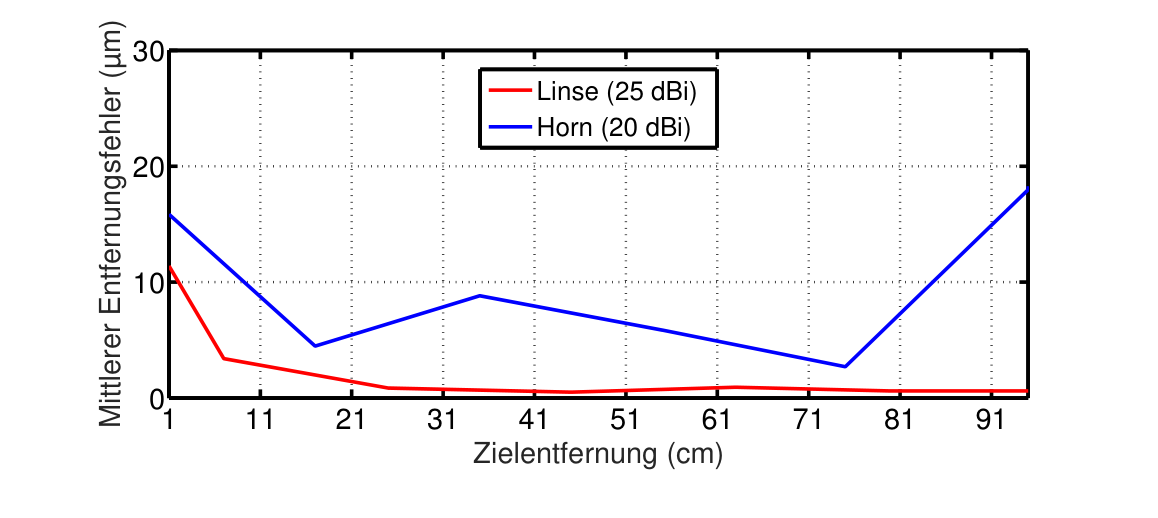 Mittlerer Entfernungsfehler (µm)
30
20
10
0
Linse (25 dBi)
Horn (20 dBi)
1 11 21 31 41 51 61 71 81 91
Zielentfernung (cm)